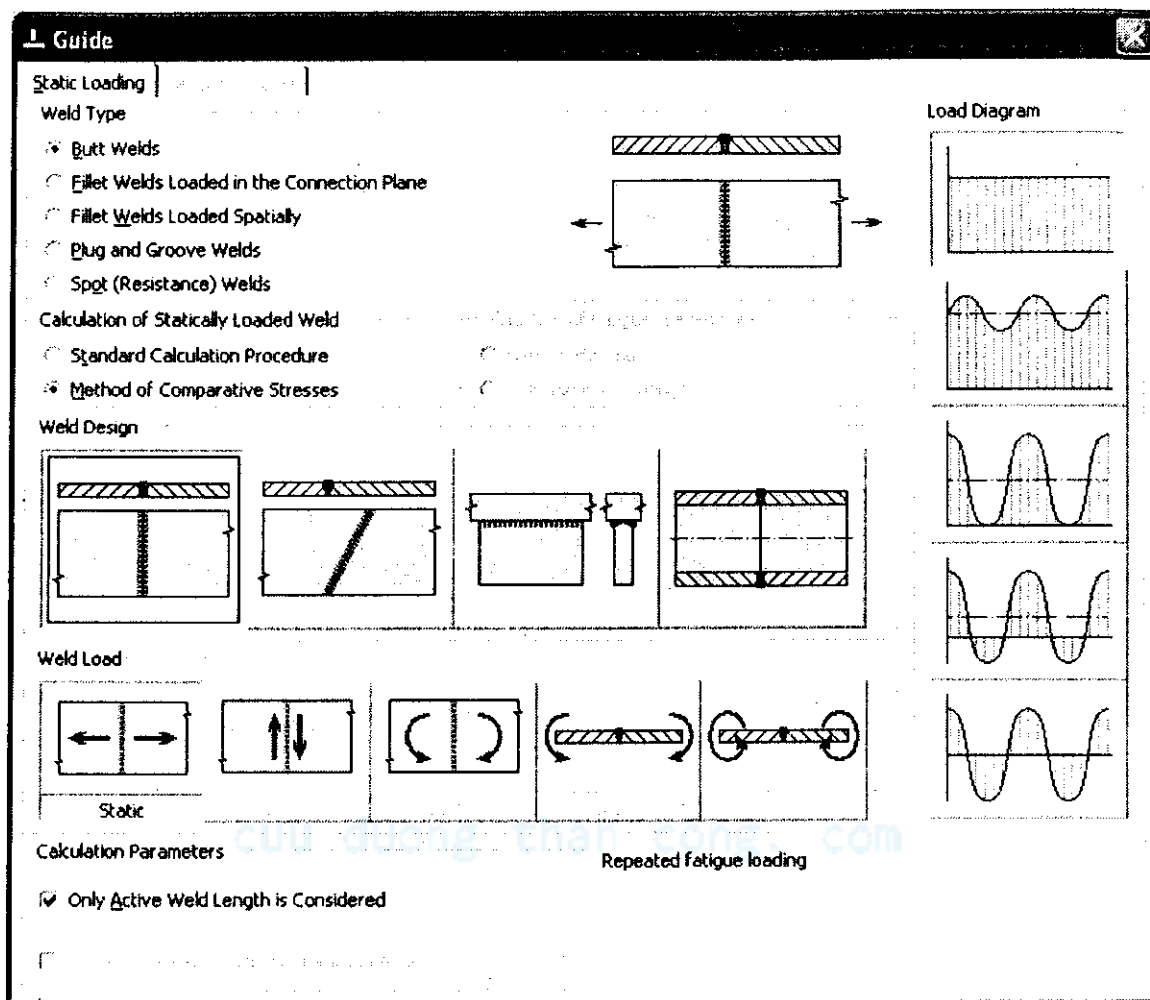 Guide
Static Loading
Weld Type
Butt Welds
Fillet Welds Loaded in the Connection Plane
Fillet Welds Loaded Spatially
Plug and Groove Welds
Spot (Resistance) Welds
Calculation of Statically Loaded Weld
Standard Calculation Procedure
Method of Comparative Stresses
Weld Design
Weld Load
Static
Calculation Parameters
Only Active Weld Length is Considered
Load Diagram
Repeated fatigue loading
cuu duong than cong. com